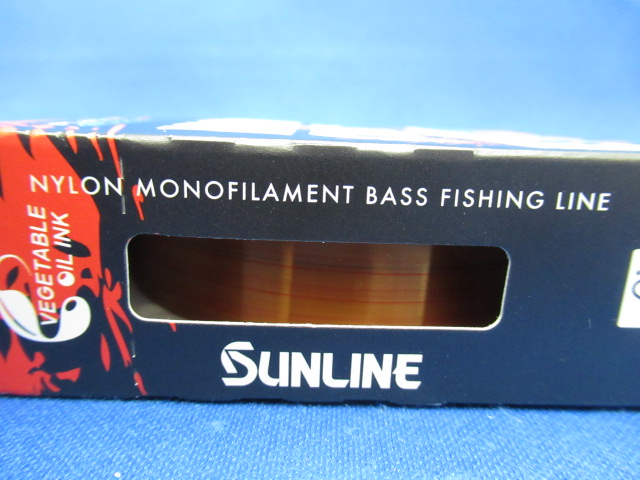 NYLON MONOFILAMENT BASS FISHING LINE
VEGETABLE
OIL INK
SUNLINE